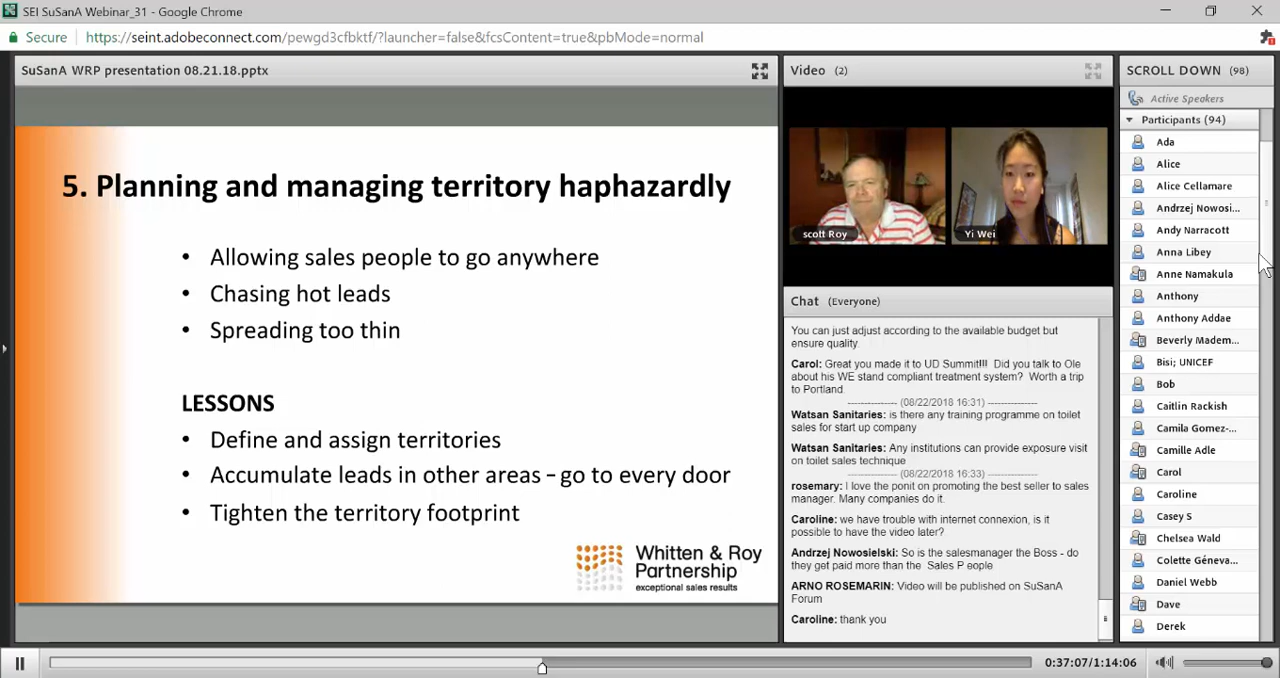 SEI SuSanA Webinar_31 - Google Chrome
Secure
https://seint.adobeconnect.com/pewgd3cfbktf/?launcher=false&fcsContent=true&pbMode=normal
SuSanA WRP presentation 08.21.18.pptx
5. Planning and managing territory haphazardly
• Allowing sales people to go anywhere
• Chasing hot leads
• Spreading too thin
LESSONS
• Define and assign territories
• Accumulate leads in other areas – go to every door
• Tighten the territory footprint
Whitten & Roy
Partnership
exceptional sales results
Video (2)
scott Roy
Yi Wei
Chat (Everyone)
You can just adjust according to the available budget but
ensure quality.
Carol: Great you made it to UD Summit!!! Did you talk to Ole
about his WE stand compliant treatment system? Worth a trip
to Portland.
--------------- (08/22/2018 16:31) ---------------
Watsan Sanitaries: is there any training programme on toilet
sales for start up company
Watsan Sanitaries: Any institutions can provide exposure visit
on toilet sales technique
--------------- (08/22/2018 16:33) ---------------
rosemary: I love the ponit on promoting the best seller to sales
manager. Many companies do it.
Caroline: we have trouble with internet connexion, is it
possible to have the video later?
Andrzej Nowosielski: So is the salesmanager the Boss - do
they get paid more than the Sales P eople
ARNO ROSEMARIN: Video will be published on SuSanA
Forum
Caroline: thank you
SCROLL DOWN (98)
Active Speakers
Participants (94)
Ada
Alice
Alice Cellamare
Andrzej Nowosi...
Andy Narracott
Anna Libey
Anne Namakula
Anthony
Anthony Addae
Beverly Madem...
Bisi; UNICEF
Bob
Caitlin Rackish
Camila Gomez-...
Camille Adle
Carol
Caroline
Casey S
Chelsea Wald
Colette Géneva...
Daniel Webb
Dave
Derek
0:37:07/1:14:06